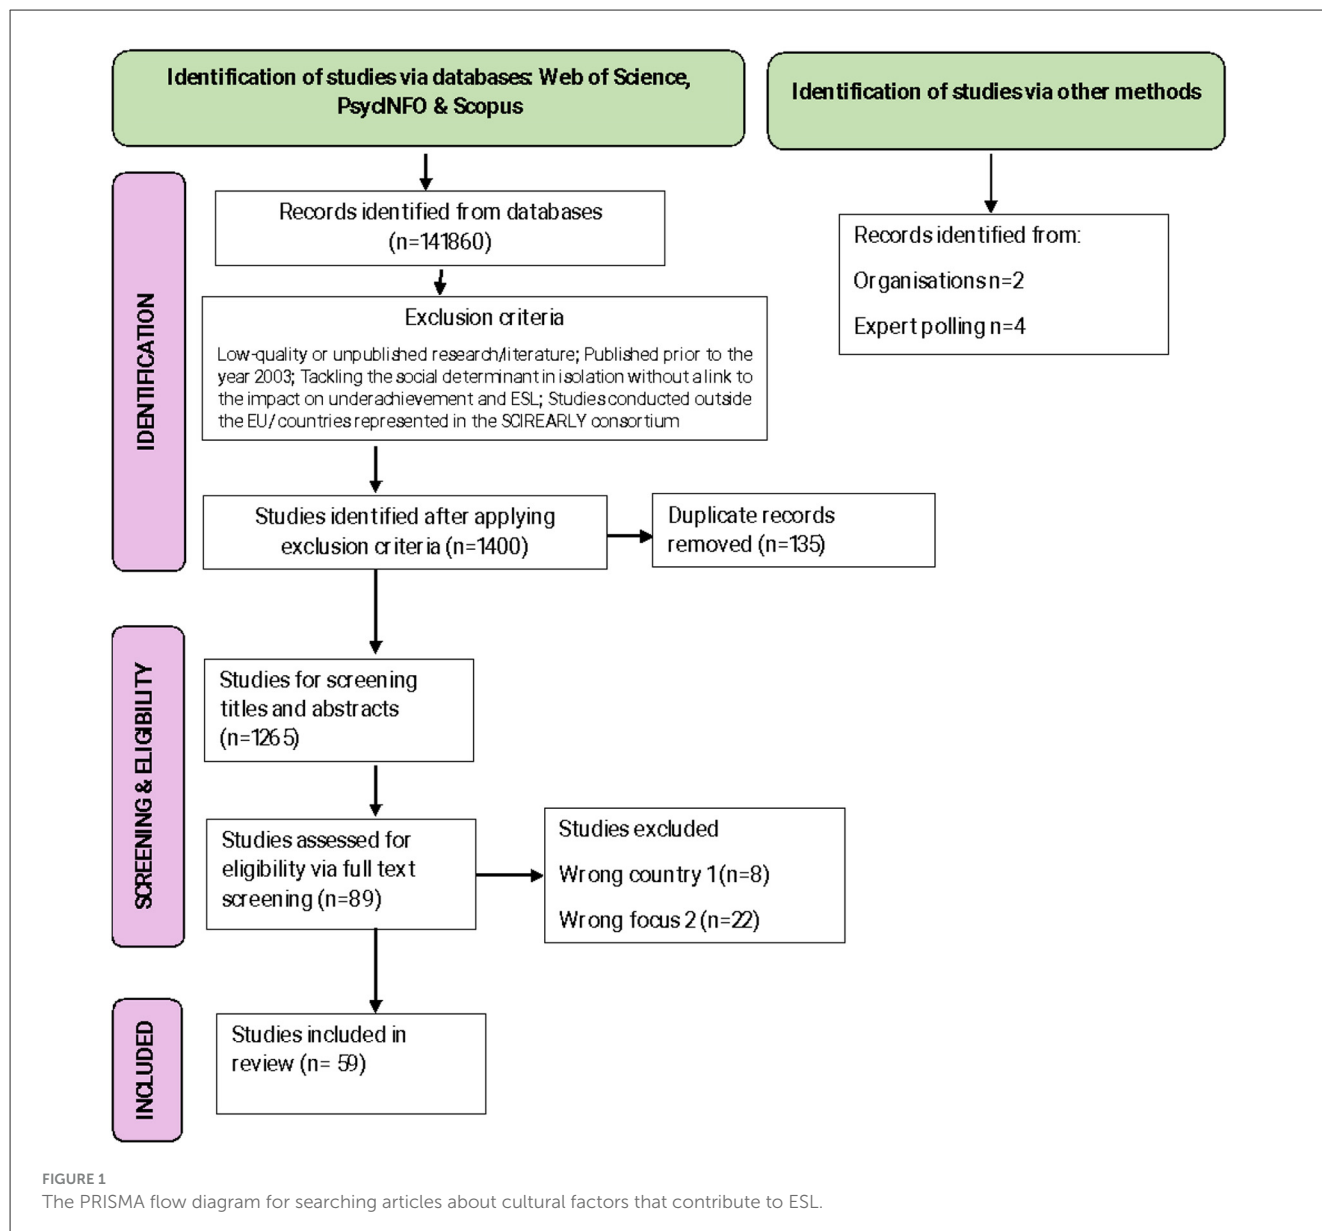 Identification of studies via databases: Web of Science,
PsycINFO & Scopus
Identification of studies via other methods
IDENTIFICATION
Records identified from databases
(n=141860)
Records identified from:
Organisations n=2
Expert polling n=4
Exclusion criteria
Low-quality or unpublished research/literature; Published prior to the
year 2003; Tackling the social determinant in isolation without a link to
the impact on underachievement and ESL; Studies conducted outside
the EU/countries represented in the SCIREARLY consortium
Studies identified after applying
exclusion criteria (n=1400)
Duplicate records
removed (n=135)
SCREENING & ELIGIBILITY
Studies for screening
titles and abstracts
(n=1265)
Studies assessed for
eligibility via full text
screening (n=89)
Studies excluded
Wrong country 1 (n=8)
Wrong focus 2 (n=22)
INCLUDED
Studies included in
review (n= 59)
FIGURE 1
The PRISMA flow diagram for searching articles about cultural factors that contribute to ESL.